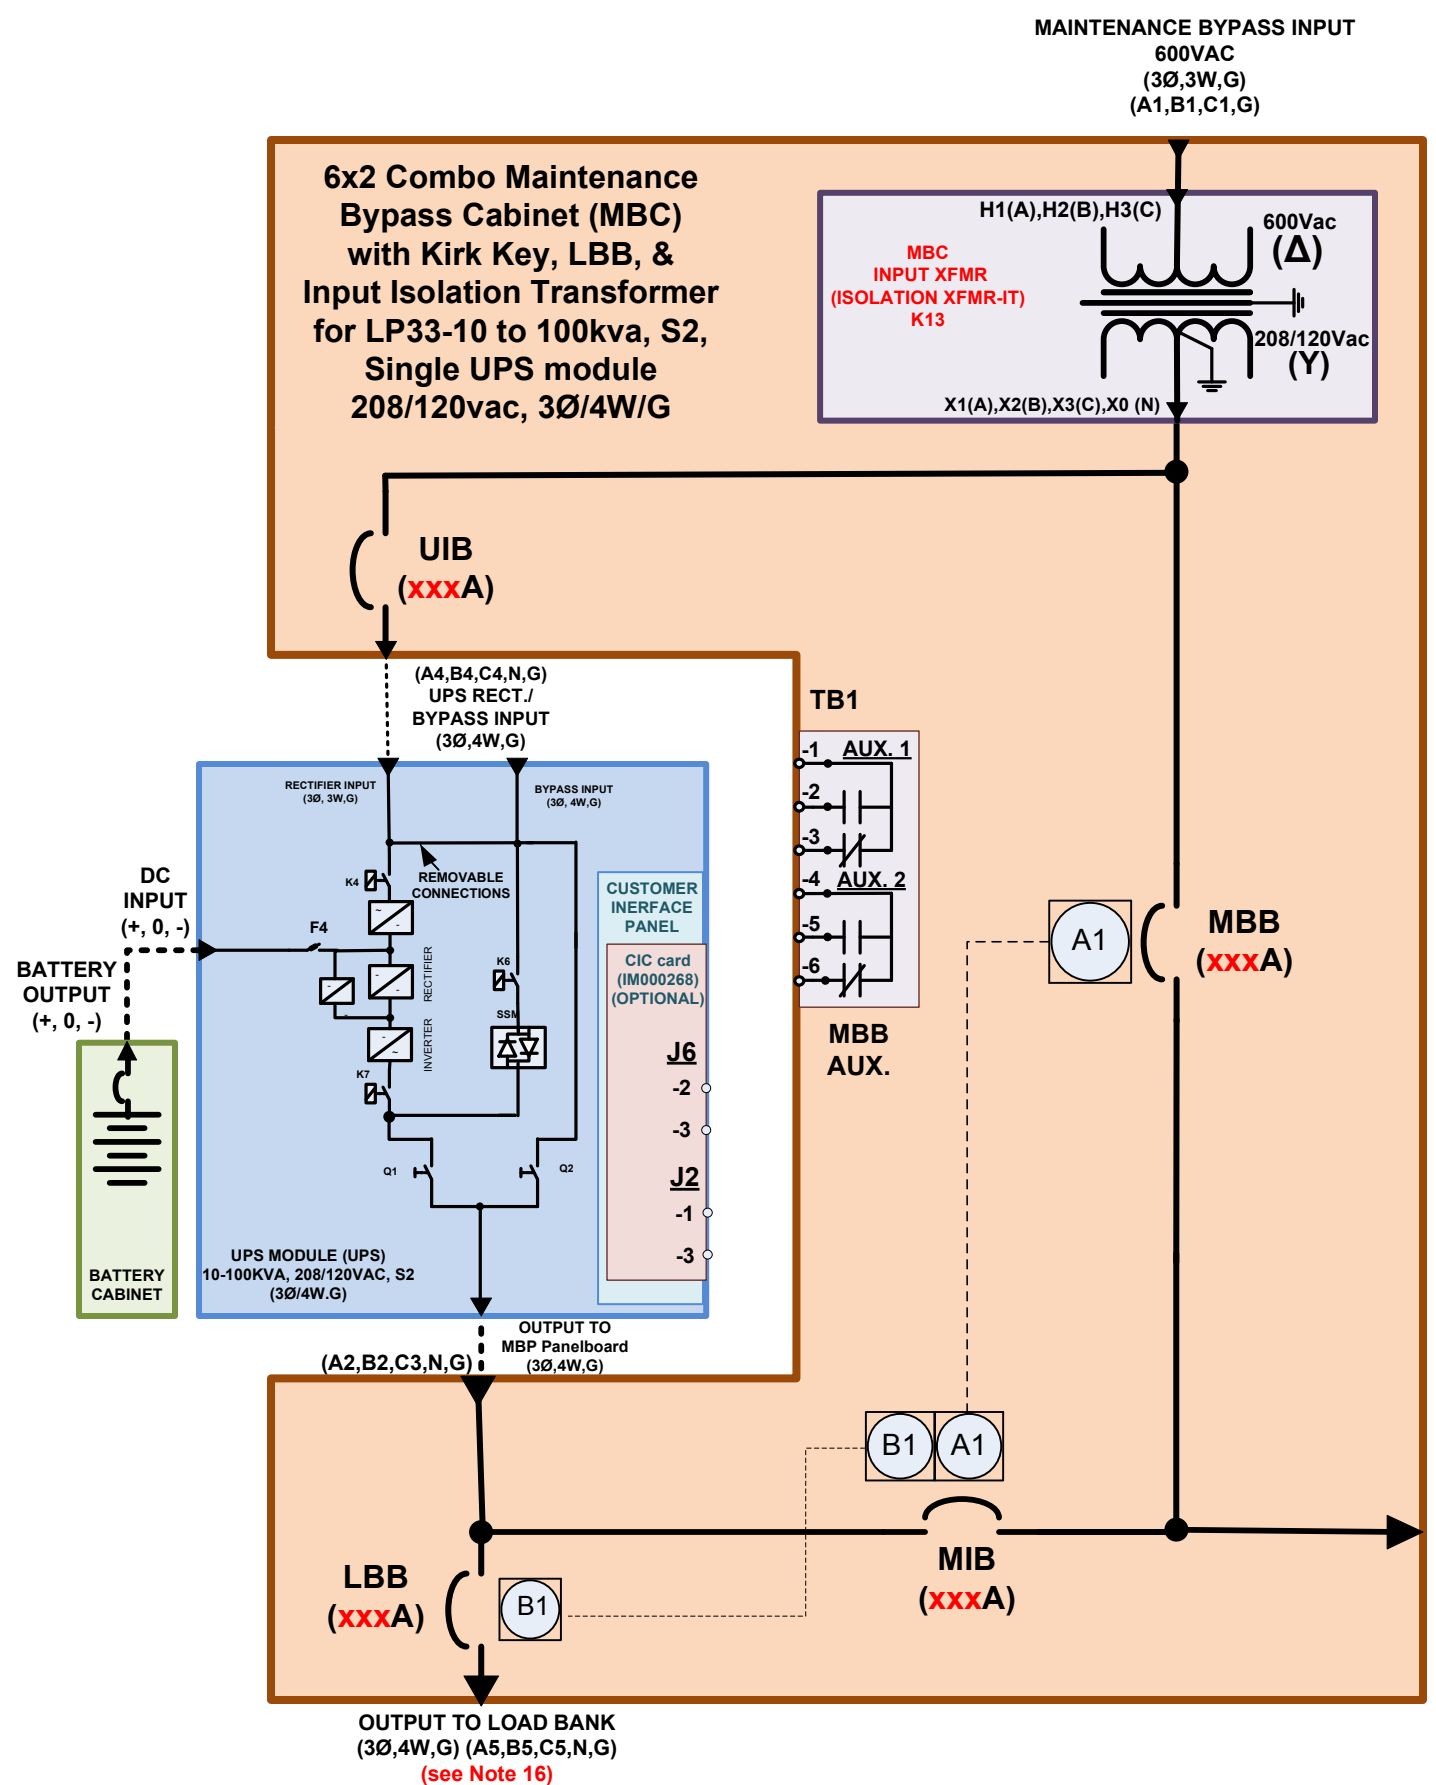 MAINTENANCE BYPASS INPUT
600VAC
(3Ø,3W,G)
(A1,B1,C1,G)
6x2 Combo Maintenance
Bypass Cabinet (MBC)
with Kirk Key, LBB, &
Input Isolation Transformer
for LP33-10 to 100kva, S2,
Single UPS module
208/120vac, 3Ø/4W/G
H1(A),H2(B),H3(C)
600Vac
(Δ)
MBC
INPUT XFMR
(ISOLATION XFMR-IT)
K13
208/120Vac
(Y)
X1(A),X2(B),X3(C),X0 (N)
UIB
(xxxA)
(A4,B4,C4,N,G)
UPS RECT./
BYPASS INPUT
(3Ø,4W,G)
TB1
-1 AUX. 1
-2
-3
-4 AUX. 2
-5
-6
MBB
AUX.
RECTIFIER INPUT
(3Ø, 3W,G)
BYPASS INPUT
(3Ø, 4W,G)
REMOVABLE
CONNECTIONS
K4
DC
INPUT
(+, 0, -)
F4
BATTERY
OUTPUT
(+, 0, -)
RECTIFIER
INVERTER
K6
SSM
K7
Q1
Q2
CUSTOMER
INERFACE
PANEL
CIC card
(IM000268)
(OPTIONAL)
J6
-2
-3
J2
-1
-3
A1
MBB
(xxxA)
UPS MODULE (UPS)
10-100KVA, 208/120VAC, S2
(3Ø/4W.G)
BATTERY
CABINET
OUTPUT TO
MBP Panelboard
(3Ø,4W,G)
(A2,B2,C3,N,G)
B1 A1
MIB
(xxxA)
LBB
(xxxA)
B1
OUTPUT TO LOAD BANK
(3Ø,4W,G) (A5,B5,C5,N,G)
(see Note 16)